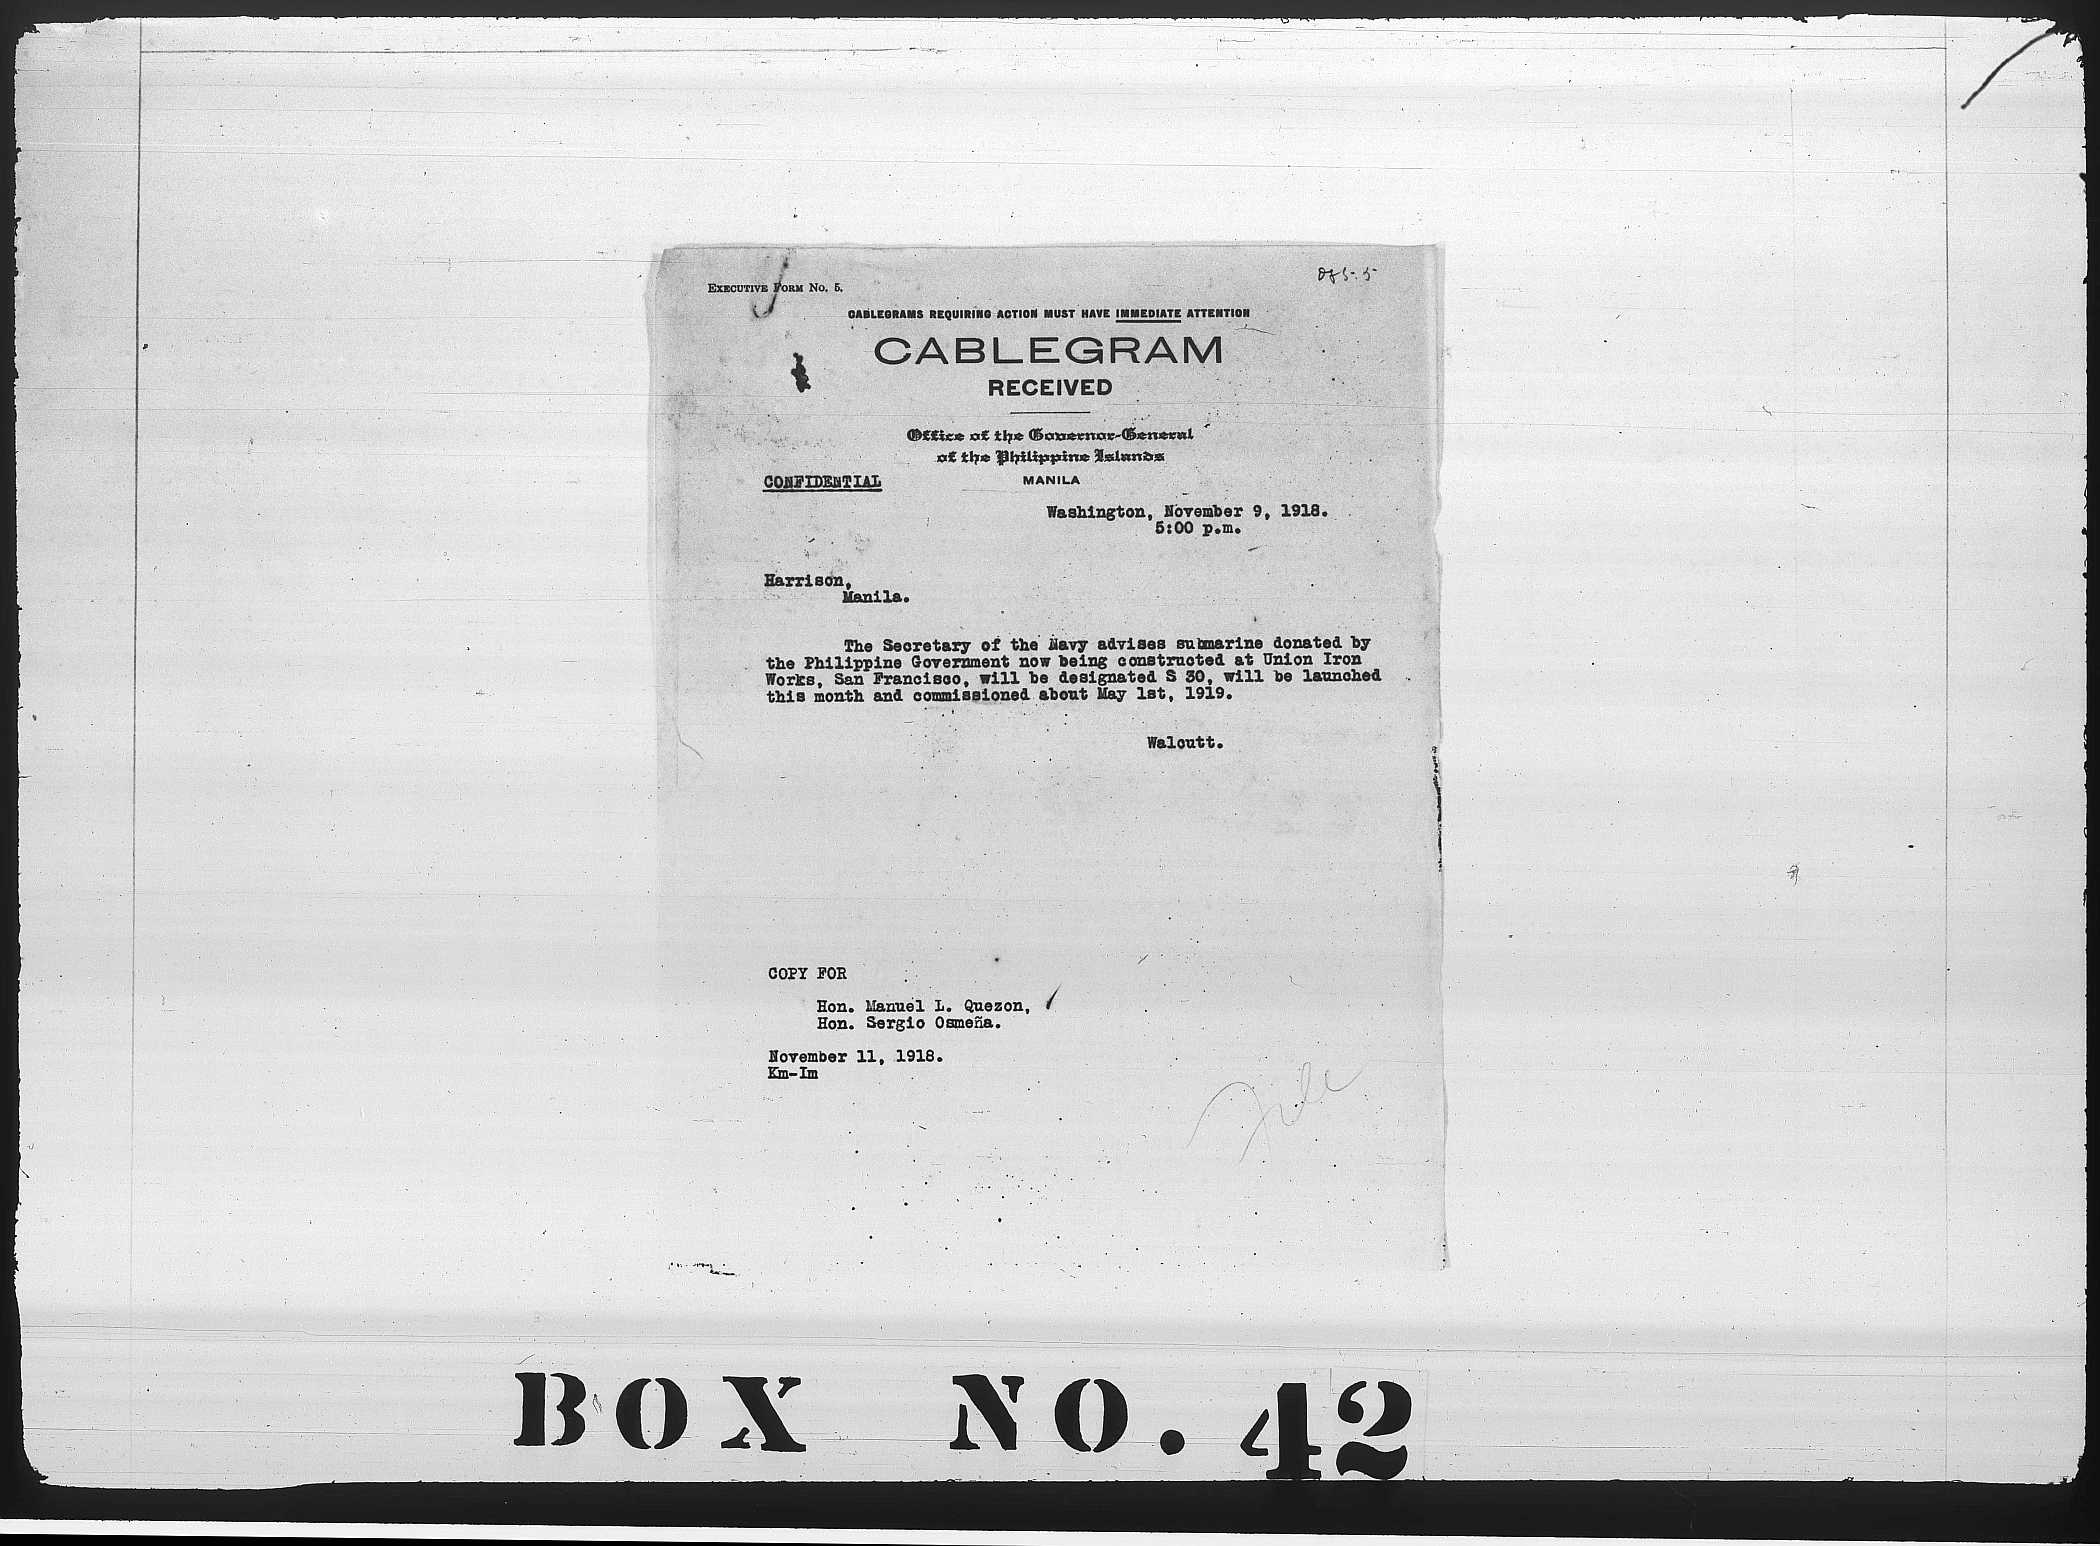 EXECUTIVE FORM No. 5.
CABLEGRAMS REQUIRING ACTION MUST HAVE IMMEDIATE ATTENTION
CABLEGRAM
RECEIVED
Office of the Governor-General
of the Philippine Islands
CONFIDENTIAL
MANILA
Washington, November 9, 1918.
5:00 p.m.
Harrison,
Manila.
The Secretary of the Navy advises submarine donated by
the Philippine Government now being constructed at Union Iron
Works, San Francisco, will be designated S 30, will be launched
this month and commissioned about May 1st, 1919.
Walcutt.
COPY FOR
Hon. Manuel L. Quezon,
Hon. Sergio Osmeña.
November 11, 1918.
Km-Im
File
BOX NO. 42